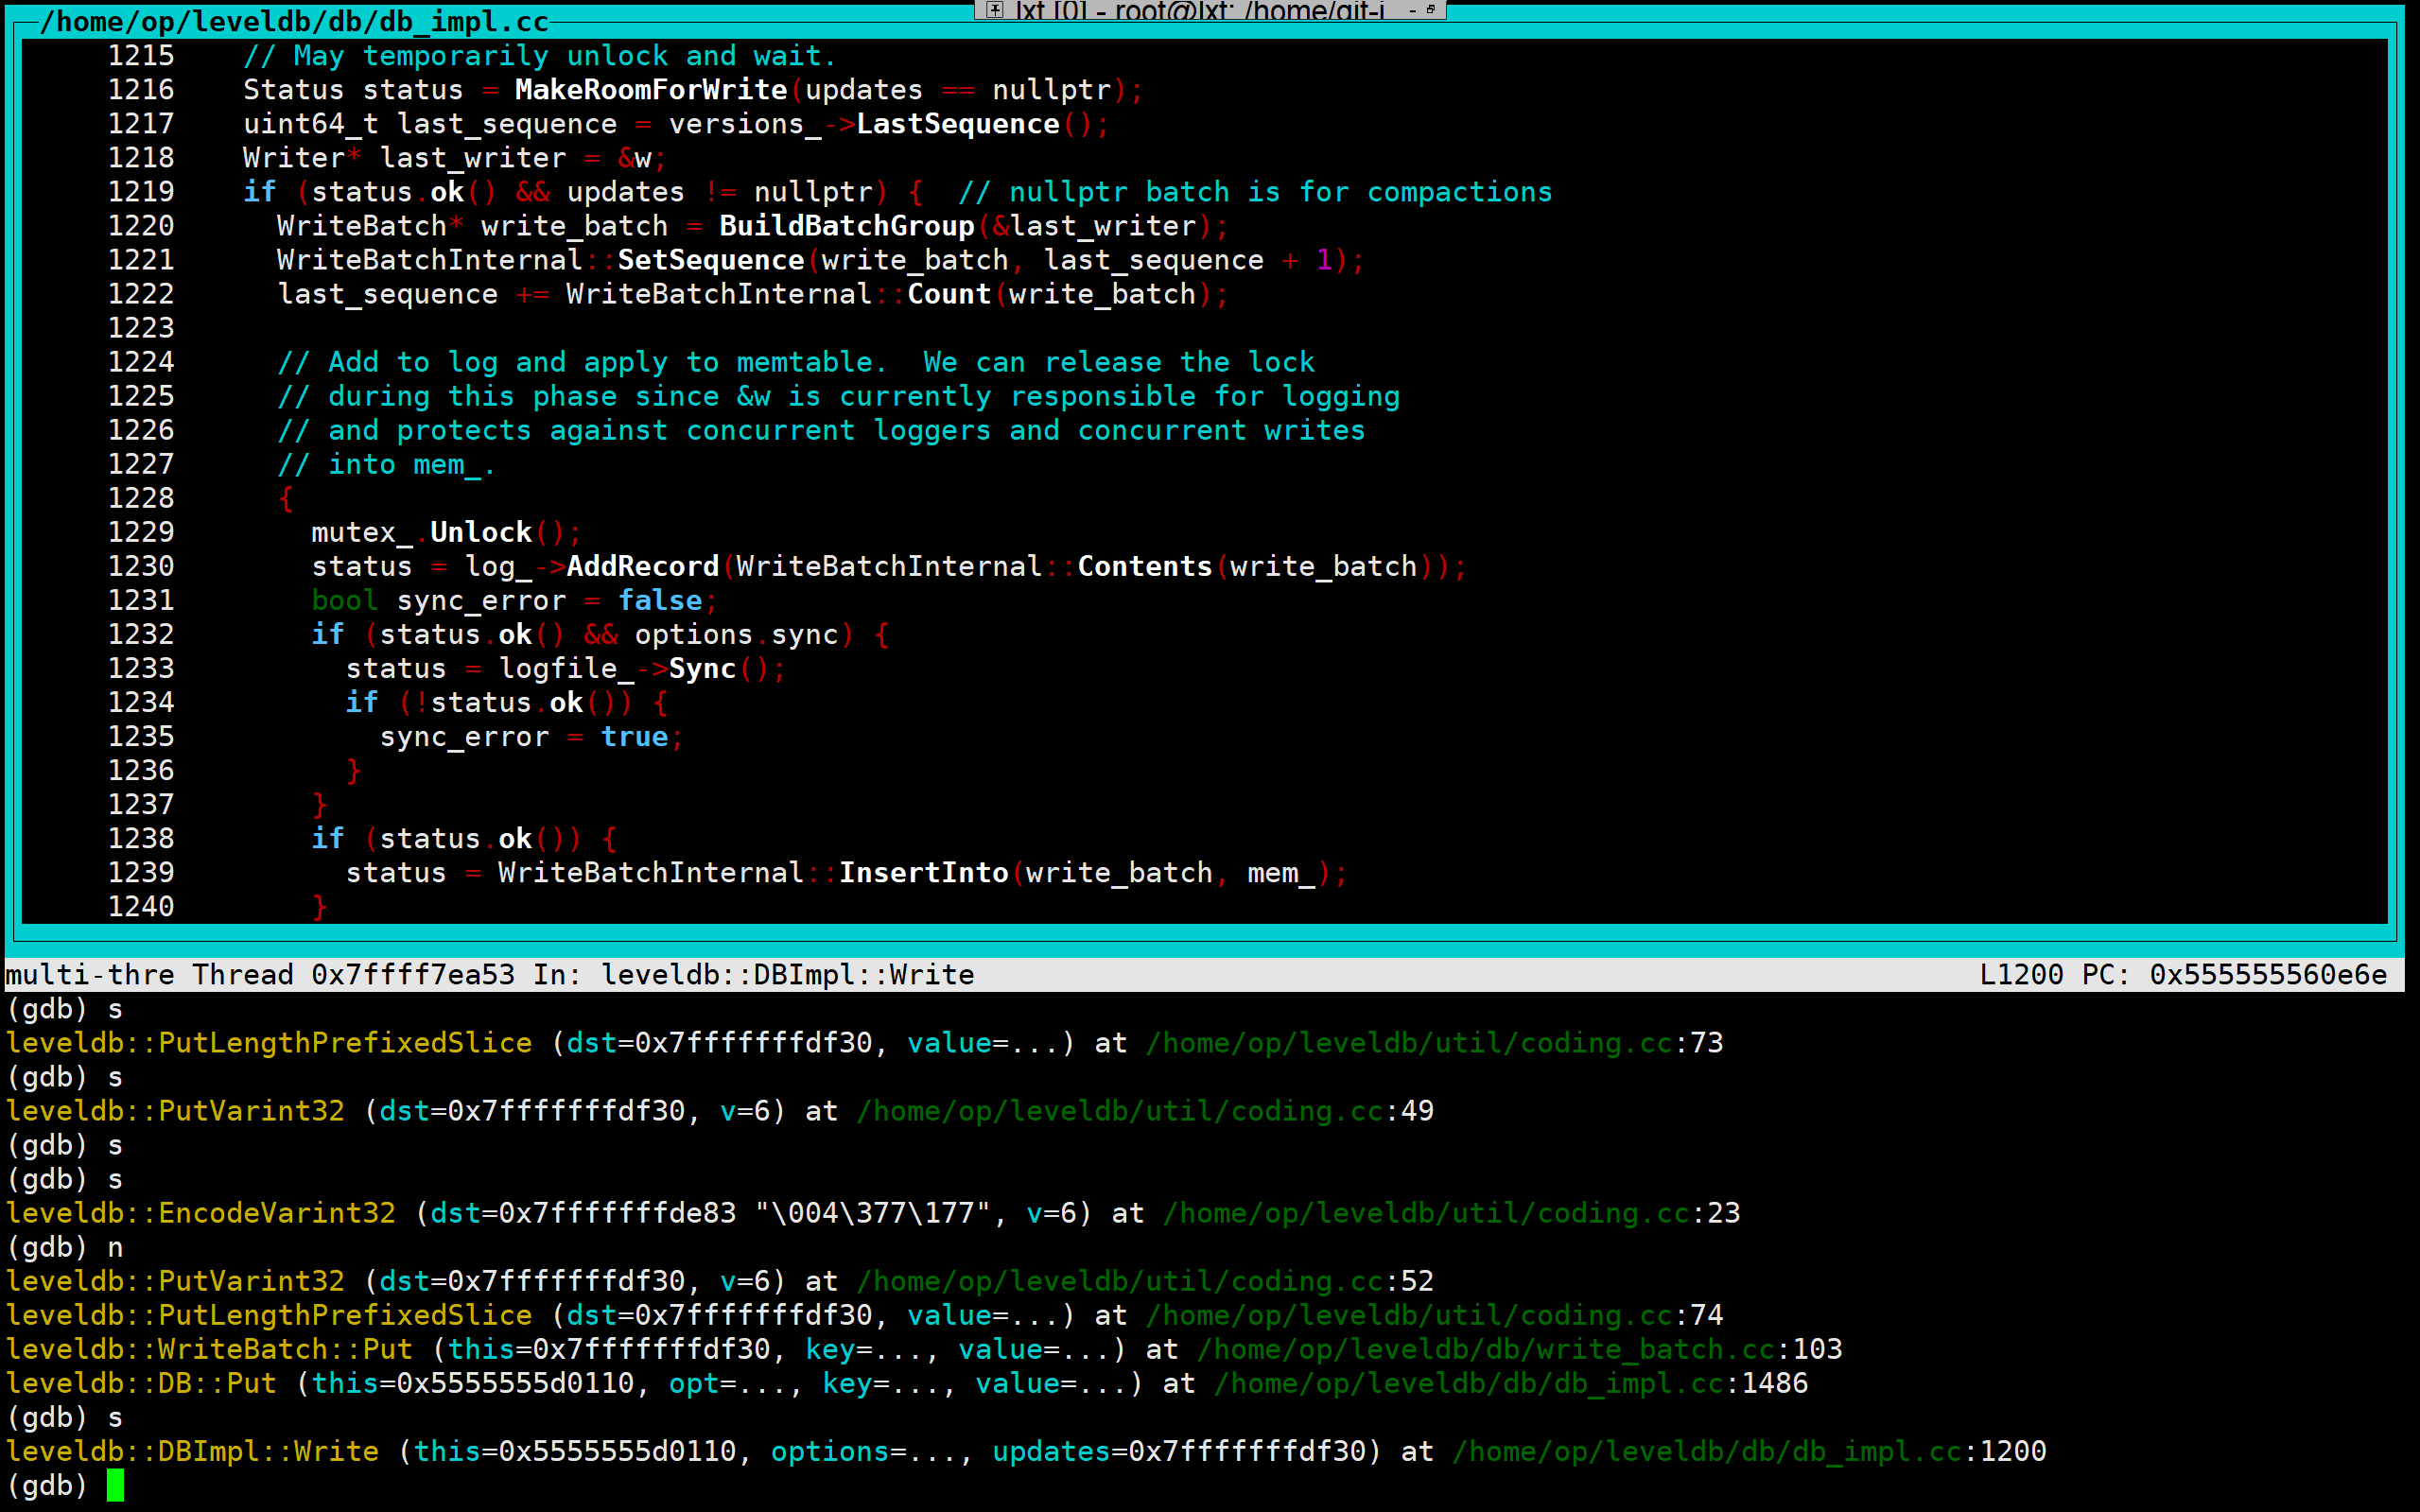 lxt [0] - root@lxt: /home/git-i
/home/op/leveldb/db/db_impl.cc
1215    // May temporarily unlock and wait.
1216    Status status = MakeRoomForWrite(updates == nullptr);
1217    uint64_t last_sequence = versions_->LastSequence();
1218    Writer* last_writer = &w;
1219    if (status.ok() && updates != nullptr) {  // nullptr batch is for compactions
1220      WriteBatch* write_batch = BuildBatchGroup(&last_writer);
1221      WriteBatchInternal::SetSequence(write_batch, last_sequence + 1);
1222      last_sequence += WriteBatchInternal::Count(write_batch);
1223
1224      // Add to log and apply to memtable.  We can release the lock
1225      // during this phase since &w is currently responsible for logging
1226      // and protects against concurrent loggers and concurrent writes
1227      // into mem_.
1228      {
1229        mutex_.Unlock();
1230        status = log_->AddRecord(WriteBatchInternal::Contents(write_batch));
1231        bool sync_error = false;
1232        if (status.ok() && options.sync) {
1233          status = logfile_->Sync();
1234          if (!status.ok()) {
1235            sync_error = true;
1236          }
1237        }
1238        if (status.ok()) {
1239          status = WriteBatchInternal::InsertInto(write_batch, mem_);
1240        }
multi-thre Thread 0x7ffff7ea53 In: leveldb::DBImpl::Write L1200 PC: 0x555555560e6e
(gdb) s
leveldb::PutLengthPrefixedSlice (dst=0x7fffffffdf30, value=...) at /home/op/leveldb/util/coding.cc:73
(gdb) s
leveldb::PutVarint32 (dst=0x7fffffffdf30, v=6) at /home/op/leveldb/util/coding.cc:49
(gdb) s
(gdb) s
leveldb::EncodeVarint32 (dst=0x7fffffffde83 "\004\377\177", v=6) at /home/op/leveldb/util/coding.cc:23
(gdb) n
leveldb::PutVarint32 (dst=0x7fffffffdf30, v=6) at /home/op/leveldb/util/coding.cc:52
leveldb::PutLengthPrefixedSlice (dst=0x7fffffffdf30, value=...) at /home/op/leveldb/util/coding.cc:74
leveldb::WriteBatch::Put (this=0x7fffffffdf30, key=..., value=...) at /home/op/leveldb/db/write_batch.cc:103
leveldb::DB::Put (this=0x5555555d0110, opt=..., key=..., value=...) at /home/op/leveldb/db/db_impl.cc:1486
(gdb) s
leveldb::DBImpl::Write (this=0x5555555d0110, options=..., updates=0x7fffffffdf30) at /home/op/leveldb/db/db_impl.cc:1200
(gdb)